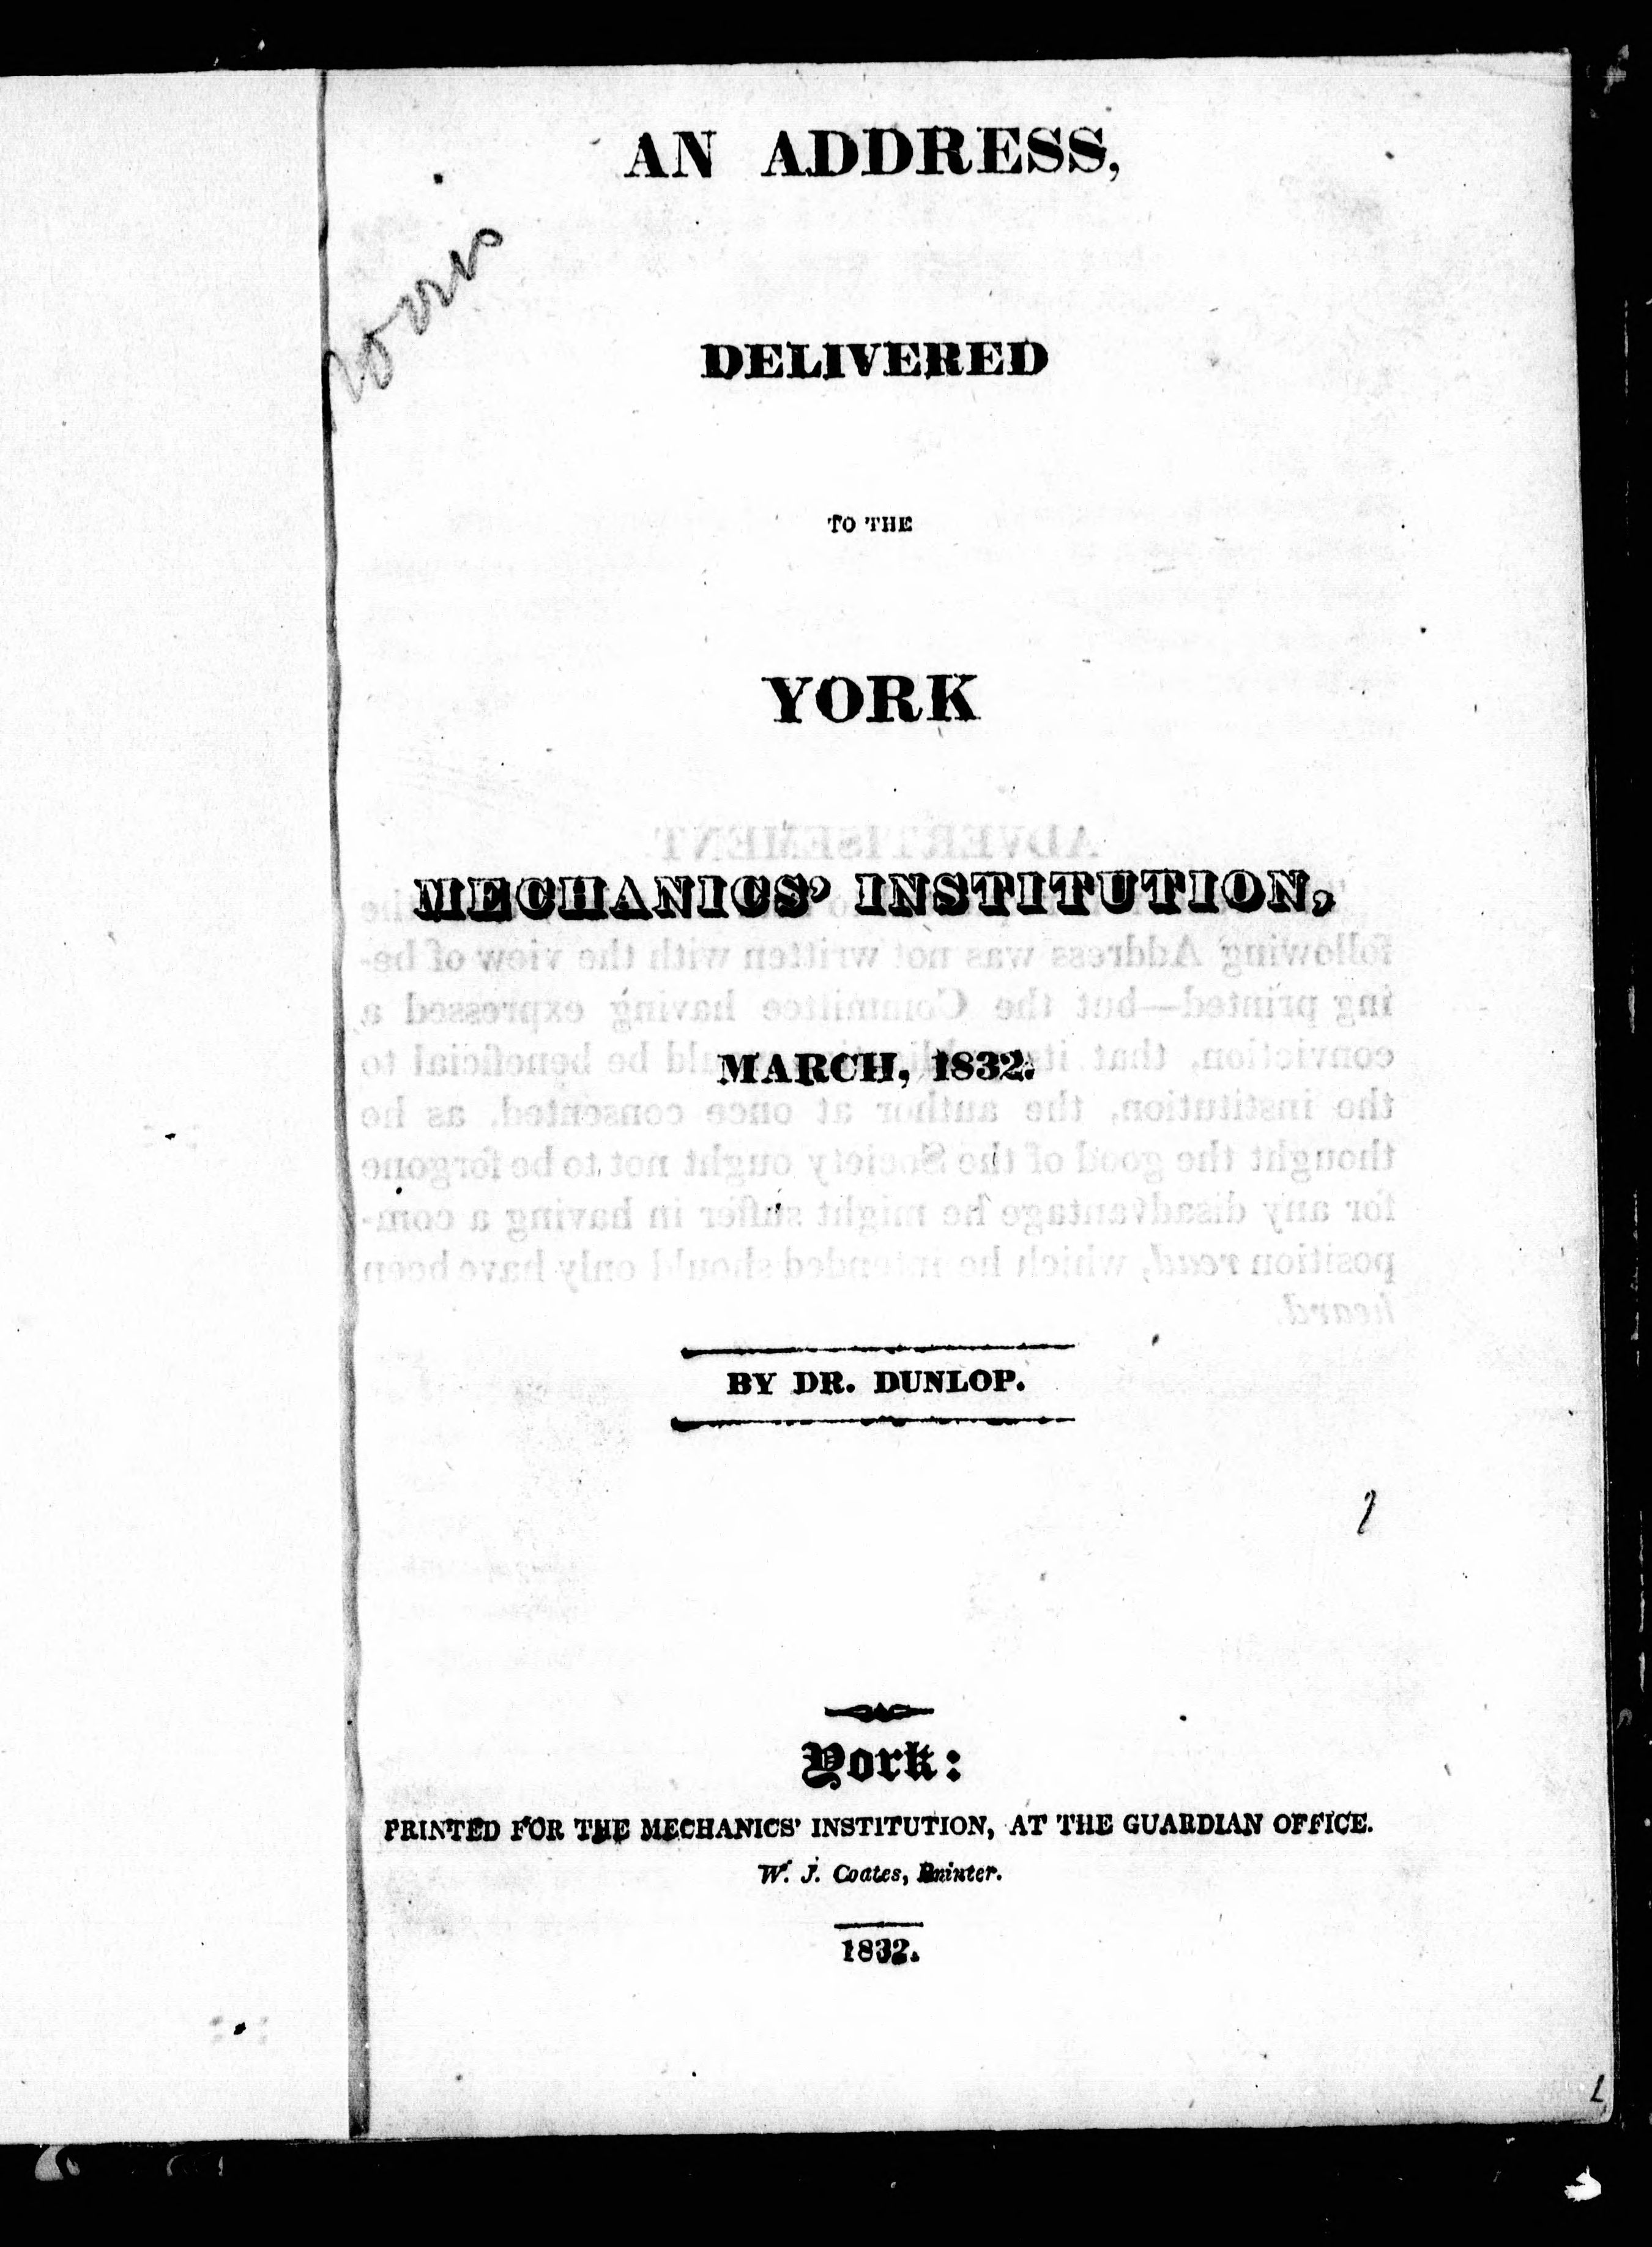 AN ADDRESS,
DELIVERED
TO THE
YORK
MECHANICS' INSTITUTION,
MARCH, 1832.
BY DR. DUNLOP.
York:
PRINTED FOR THE MECHANICS' INSTITUTION, AT THE GUARDIAN OFFICE.
W. J. Coates, Printer.
1832.